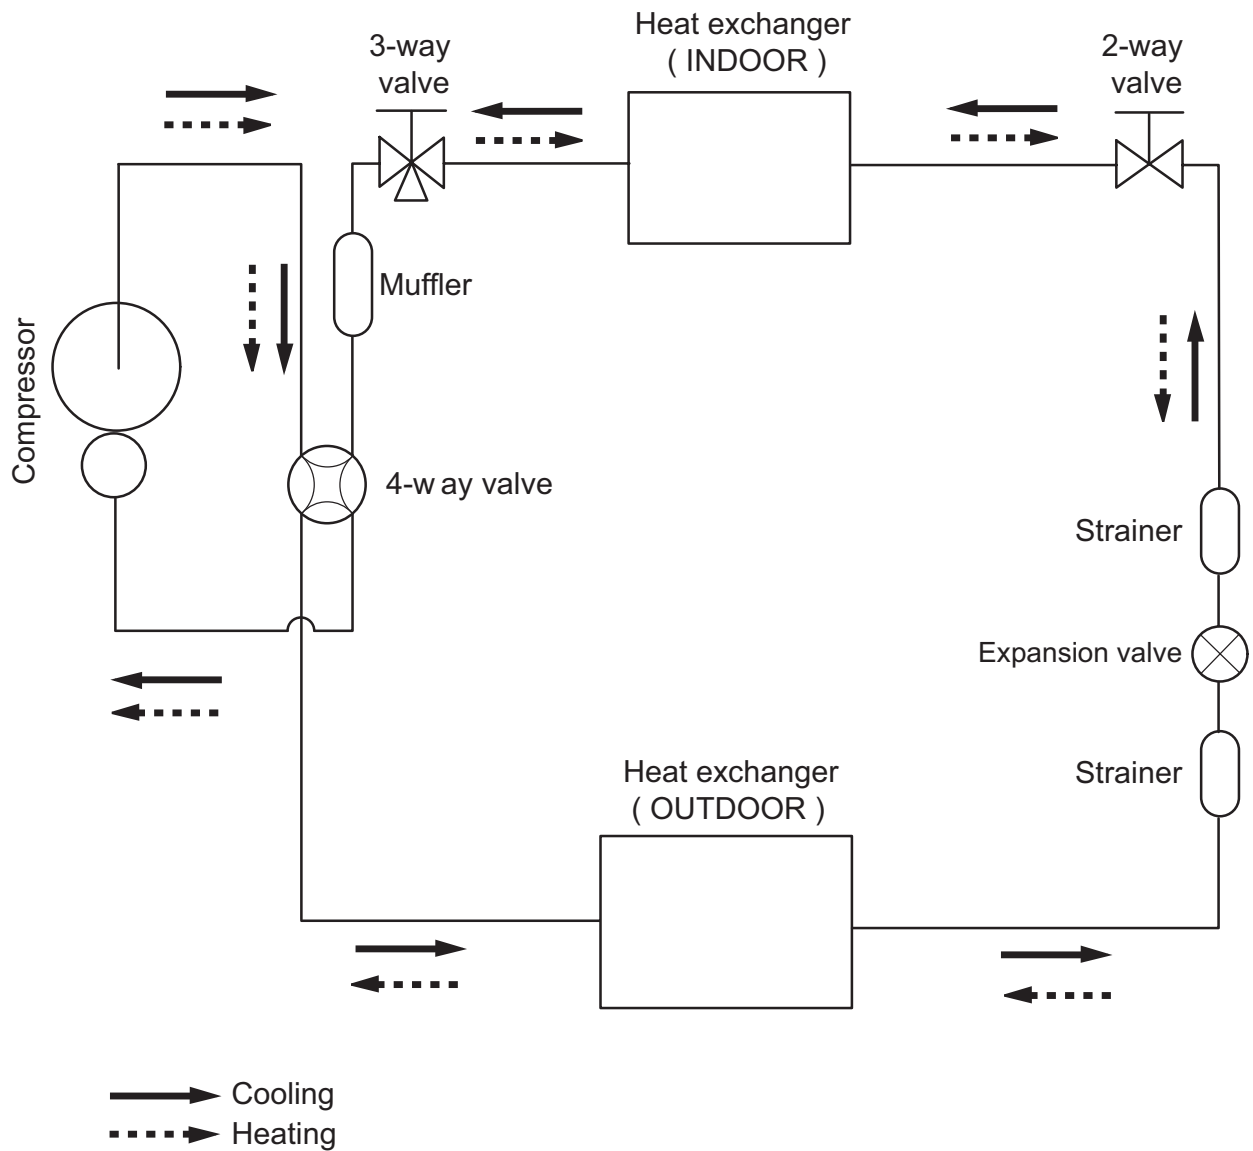 Heat exchanger
( INDOOR )
3-way
valve
2-way
valve
Muffler
Compressor
4-w ay valve
Strainer
Expansion valve
Strainer
Heat exchanger
( OUTDOOR )
Cooling
Heating